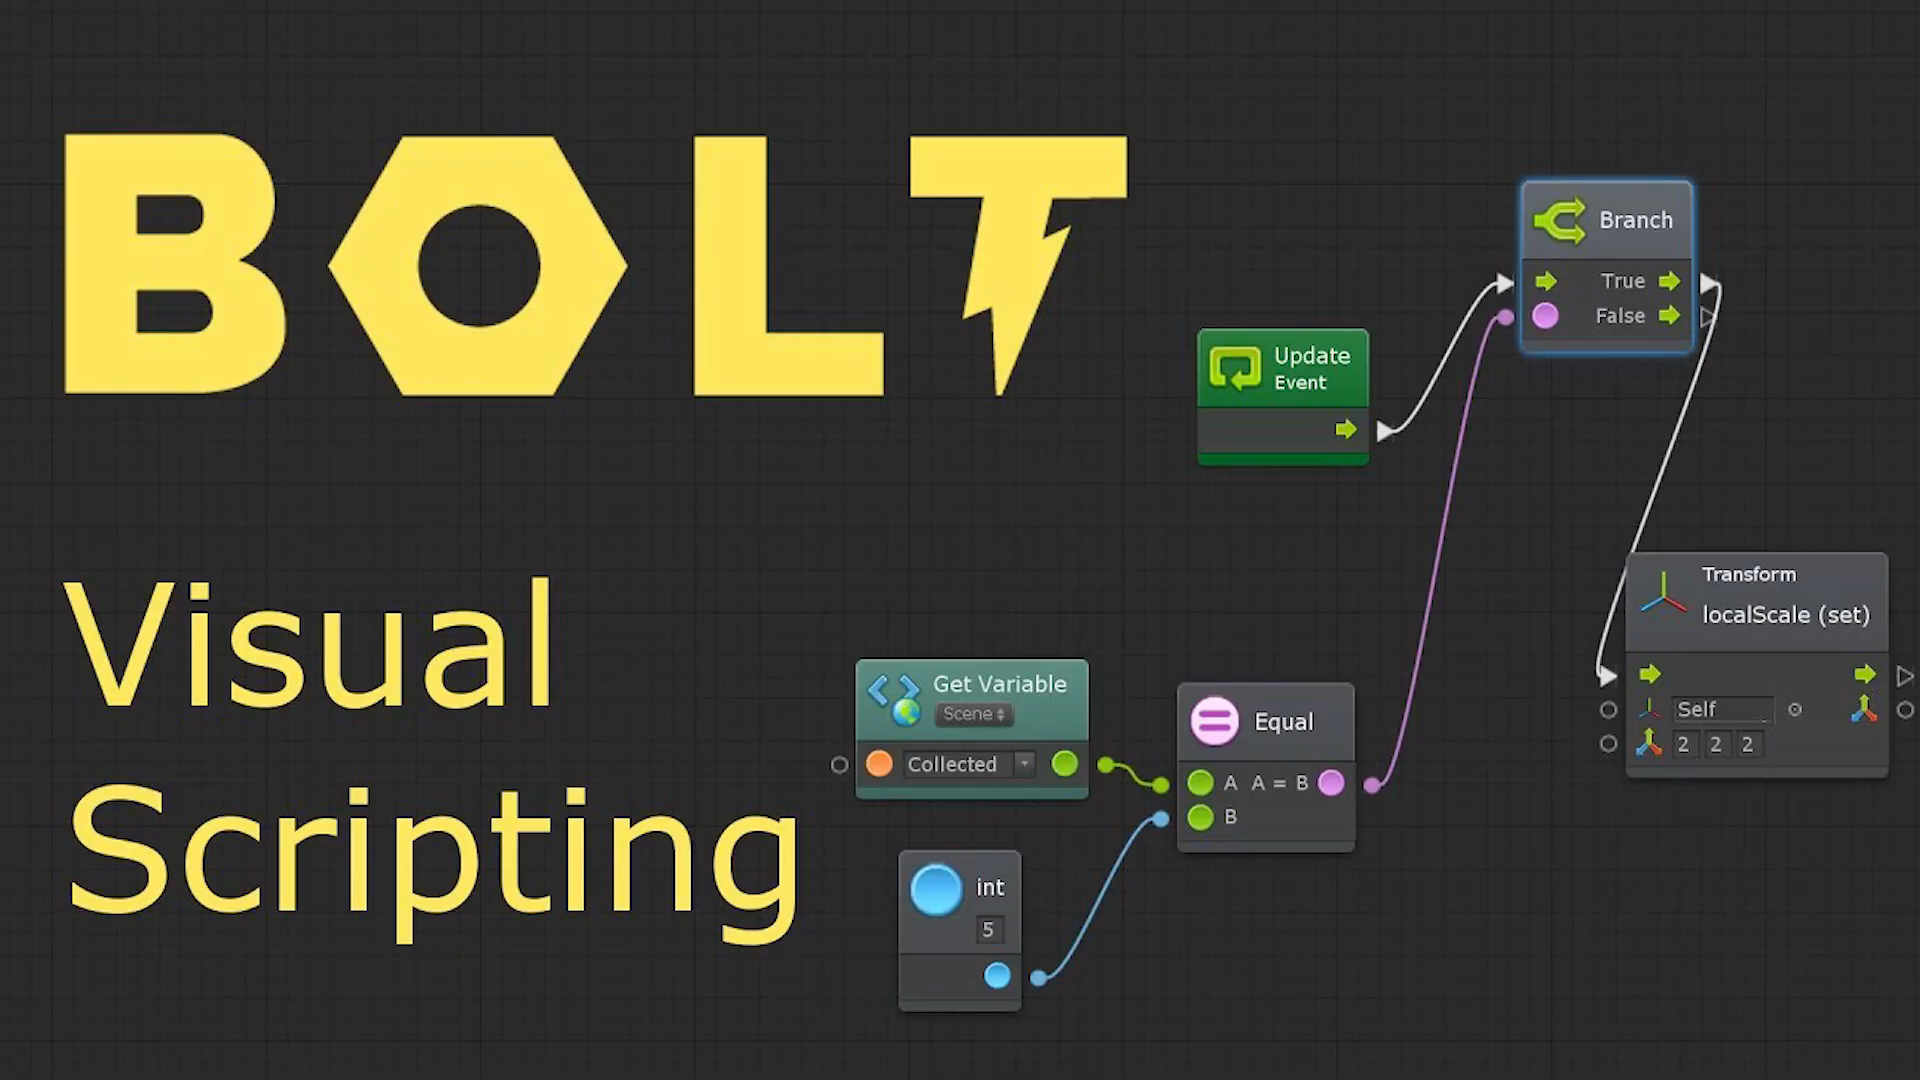 BOLT
Visual
Scripting
Update
Event
Branch
True
False
Transform
localScale (set)
Self
2 2 2
Get Variable
Scene
Collected
Equal
A A = B
B
int
5